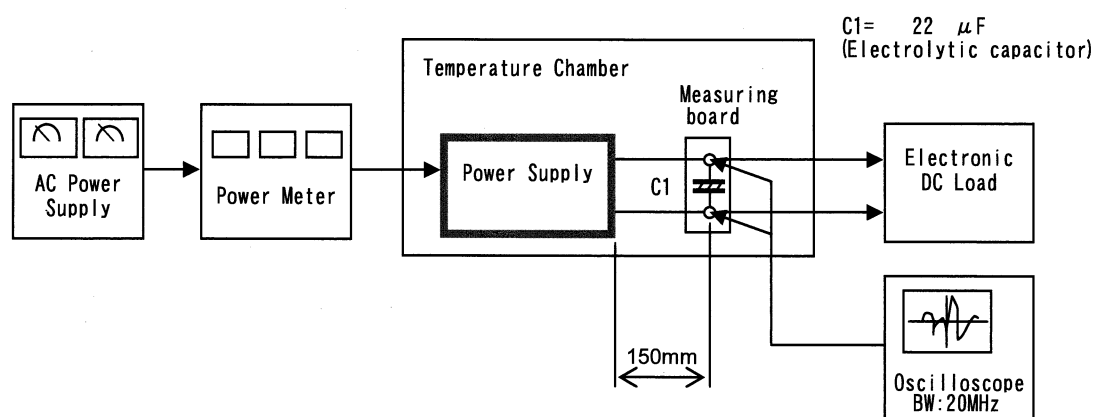 C1=   22  μF
(Electrolytic capacitor)
Temperature Chamber
Measuring
board
AC Power
Supply
Power Meter
Power Supply
C1
Electronic
DC Load
150mm
Oscilloscope
BW:20MHz